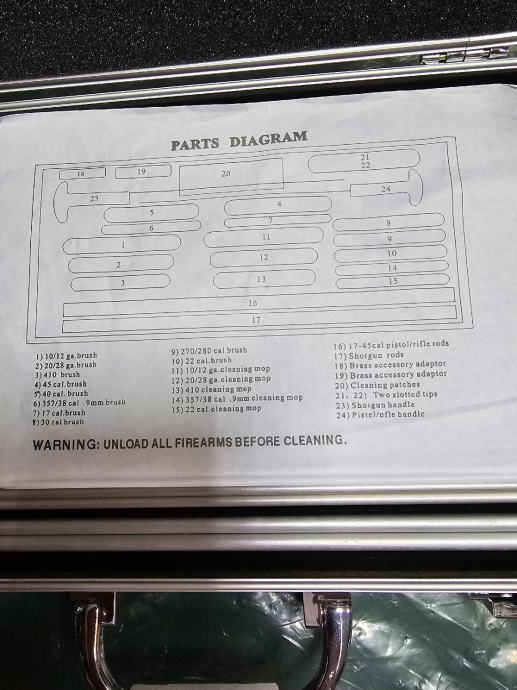 PARTS DIAGRAM
18
19
20
21
22
23
24
5
4
6
7
8
1
11
9
2
12
10
14
3
13
15
16
17
1) 10/12 ga.brush
2) 20/28 ga.brush
3) 410 brush
4) 45 cal.brush
5) 40 cal.brush
6) 357/38 cal .9mm brush
7) 17 cal.brush
8) 30 cal brush
9) 270/280 cal brush
10) 22 cal.brush
11) 10/12 ga.cleaning mop
12) 20/28 ga.cleaning mop
13) 410 cleaning mop
14) 357/38 cal .9mm cleaning mop
15) 22 cal.cleaning mop
16) 17-45cal pistol/rifle rods
17) Shotgun rods
18) Brass accessory adaptor
19) Brass accessory adaptor
20) Cleaning patches
21、22) Two slotted tips
23) Shotgun handle
24) Pistol/rifle handle
WARNING: UNLOAD ALL FIREARMS BEFORE CLEANING.